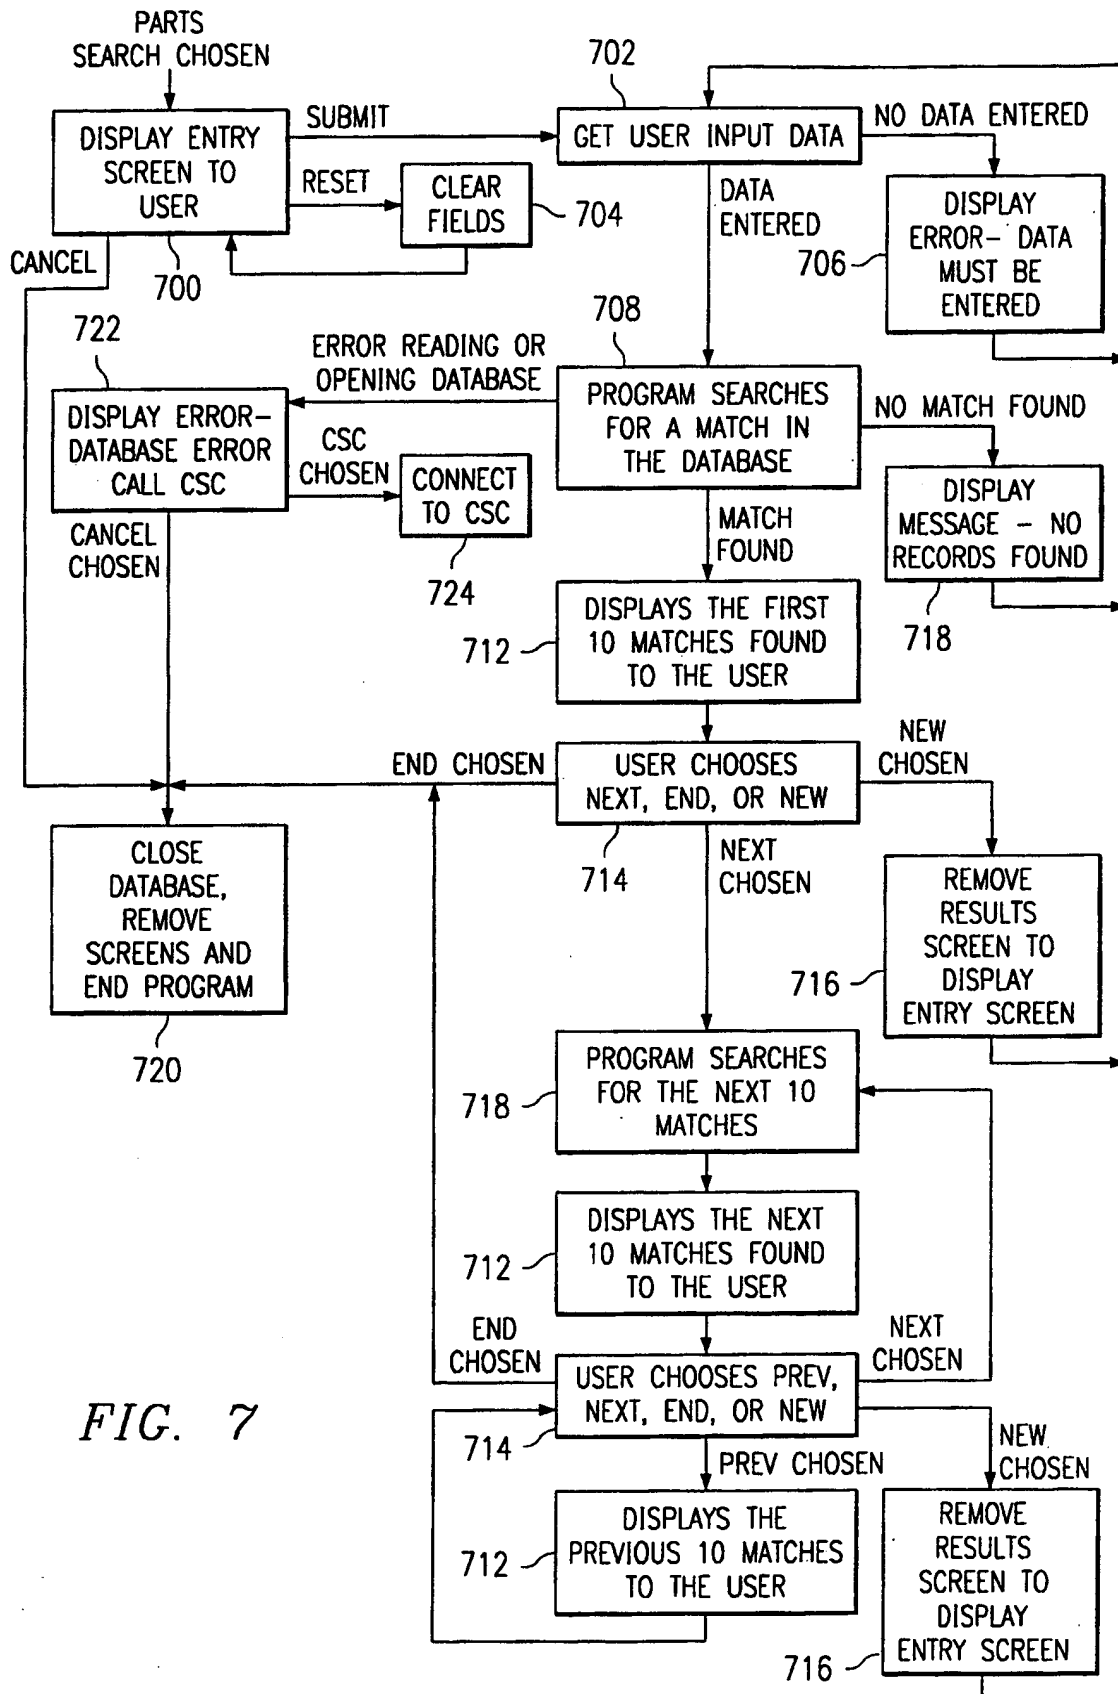 PARTS
SEARCH CHOSEN
DISPLAY ENTRY
SCREEN TO
USER
700
SUBMIT
RESET
CLEAR
FIELDS
704
CANCEL
702
GET USER INPUT DATA
NO DATA ENTERED
DISPLAY
ERROR- DATA
MUST BE
ENTERED
706
DATA
ENTERED
708
PROGRAM SEARCHES
FOR A MATCH IN
THE DATABASE
ERROR READING OR
OPENING DATABASE
722
DISPLAY ERROR-
DATABASE ERROR
CALL CSC
CSC
CHOSEN
CONNECT
TO CSC
724
CANCEL
CHOSEN
NO MATCH FOUND
DISPLAY
MESSAGE - NO
RECORDS FOUND
718
MATCH
FOUND
DISPLAYS THE FIRST
10 MATCHES FOUND
TO THE USER
712
USER CHOOSES
NEXT, END, OR NEW
714
END CHOSEN
CLOSE
DATABASE,
REMOVE
SCREENS AND
END PROGRAM
720
NEW
CHOSEN
REMOVE
RESULTS
SCREEN TO
DISPLAY
ENTRY SCREEN
716
NEXT
CHOSEN
PROGRAM SEARCHES
FOR THE NEXT 10
MATCHES
718
DISPLAYS THE NEXT
10 MATCHES FOUND
TO THE USER
712
END
CHOSEN
USER CHOOSES PREV,
NEXT, END, OR NEW
714
NEXT
CHOSEN
PREV CHOSEN
DISPLAYS THE
PREVIOUS 10 MATCHES
TO THE USER
712
NEW
CHOSEN
REMOVE
RESULTS
SCREEN TO
DISPLAY
ENTRY SCREEN
716
FIG. 7